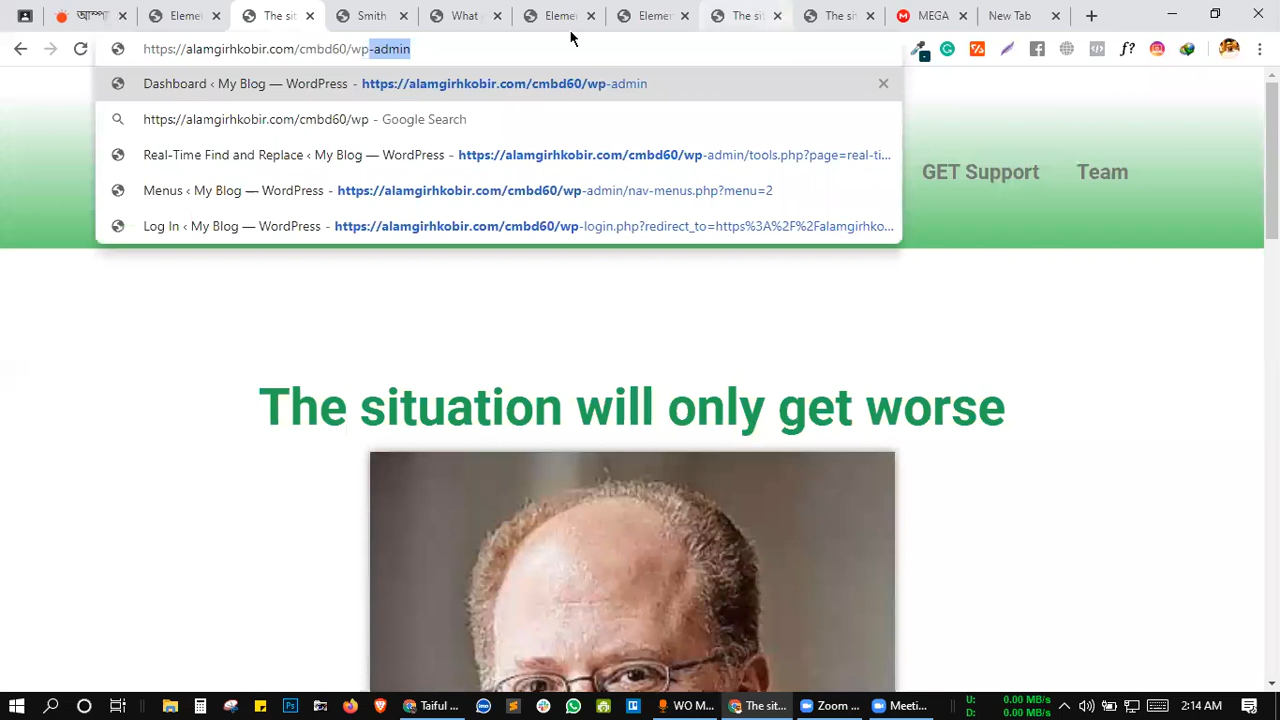 আম্প
Eleme
The sit
Smith
What
Eleme
Elemen
The si
The sit
MEGA
New Tab
https://alamgirhkobir.com/cmbd60/wp-admin
Dashboard ‹ My Blog — WordPress - https://alamgirhkobir.com/cmbd60/wp-admin
https://alamgirhkobir.com/cmbd60/wp - Google Search
Real-Time Find and Replace ‹ My Blog — WordPress - https://alamgirhkobir.com/cmbd60/wp-admin/tools.php?page=real-ti...
Menus ‹ My Blog — WordPress - https://alamgirhkobir.com/cmbd60/wp-admin/nav-menus.php?menu=2
Log In ‹ My Blog — WordPress - https://alamgirhkobir.com/cmbd60/wp-login.php?redirect_to=https%3A%2F%2Falamgirhko...
GET Support
Team
The situation will only get worse
Taiful ...
WO M...
The sit...
Zoom ...
Meeti...
U: 0.00 MB/s
D: 0.00 MB/s
2:14 AM